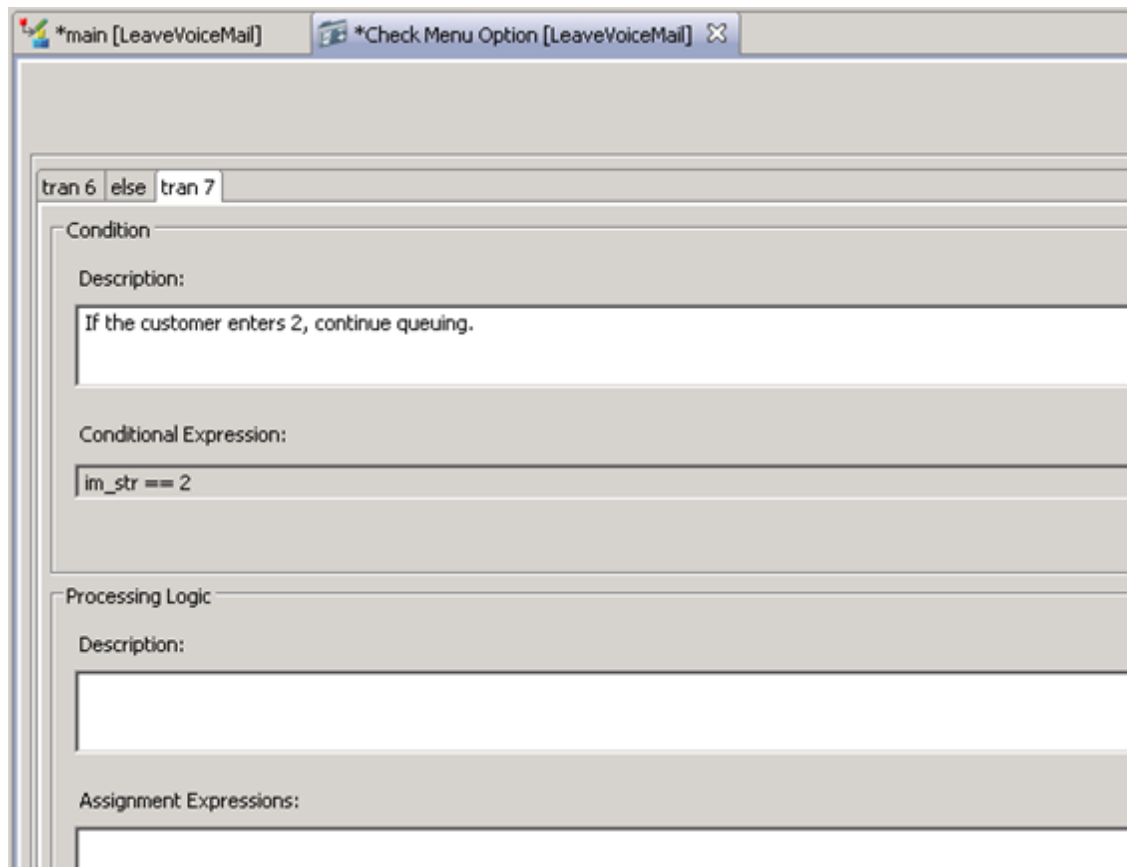 *main [LeaveVoiceMail] *Check Menu Option [LeaveVoiceMail]
tran 6 else tran 7
Condition
Description:
If the customer enters 2, continue queuing.
Conditional Expression:
im_str == 2
Processing Logic
Description:
Assignment Expressions: